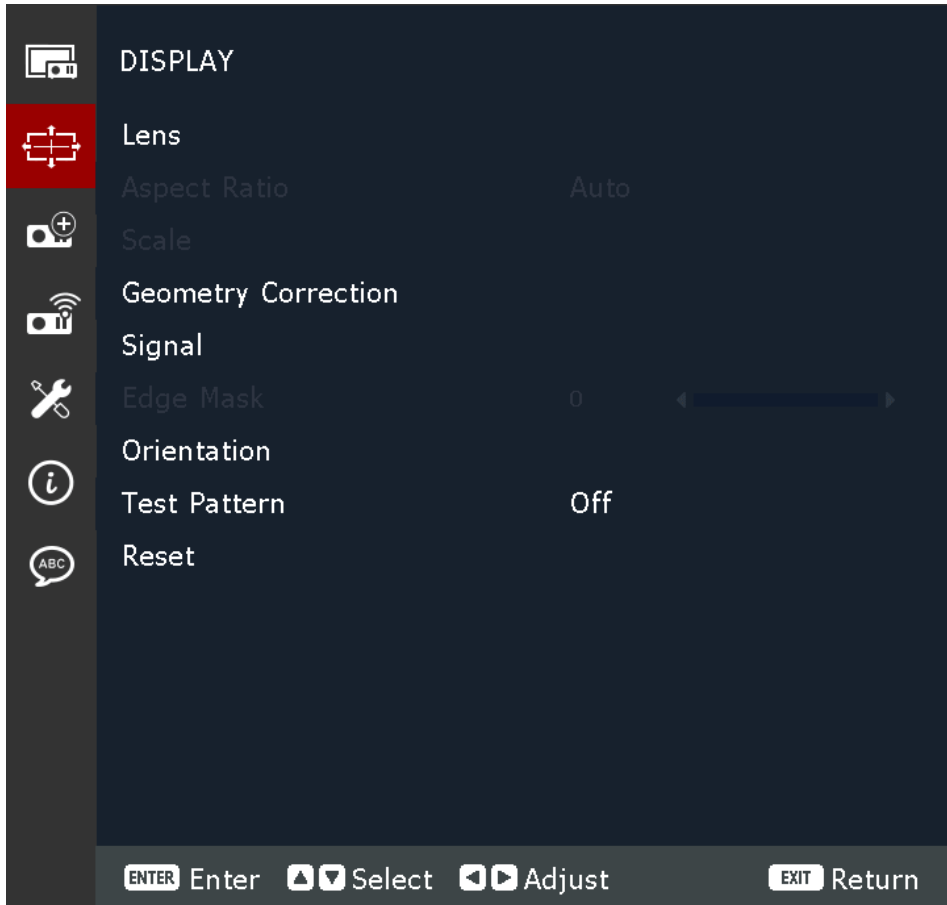 DISPLAY
Lens
Aspect Ratio Auto
Scale
Geometry Correction
Signal
Edge Mask 0
Orientation
Test Pattern Off
Reset
ABC
ENTER Enter Select Adjust EXIT Return